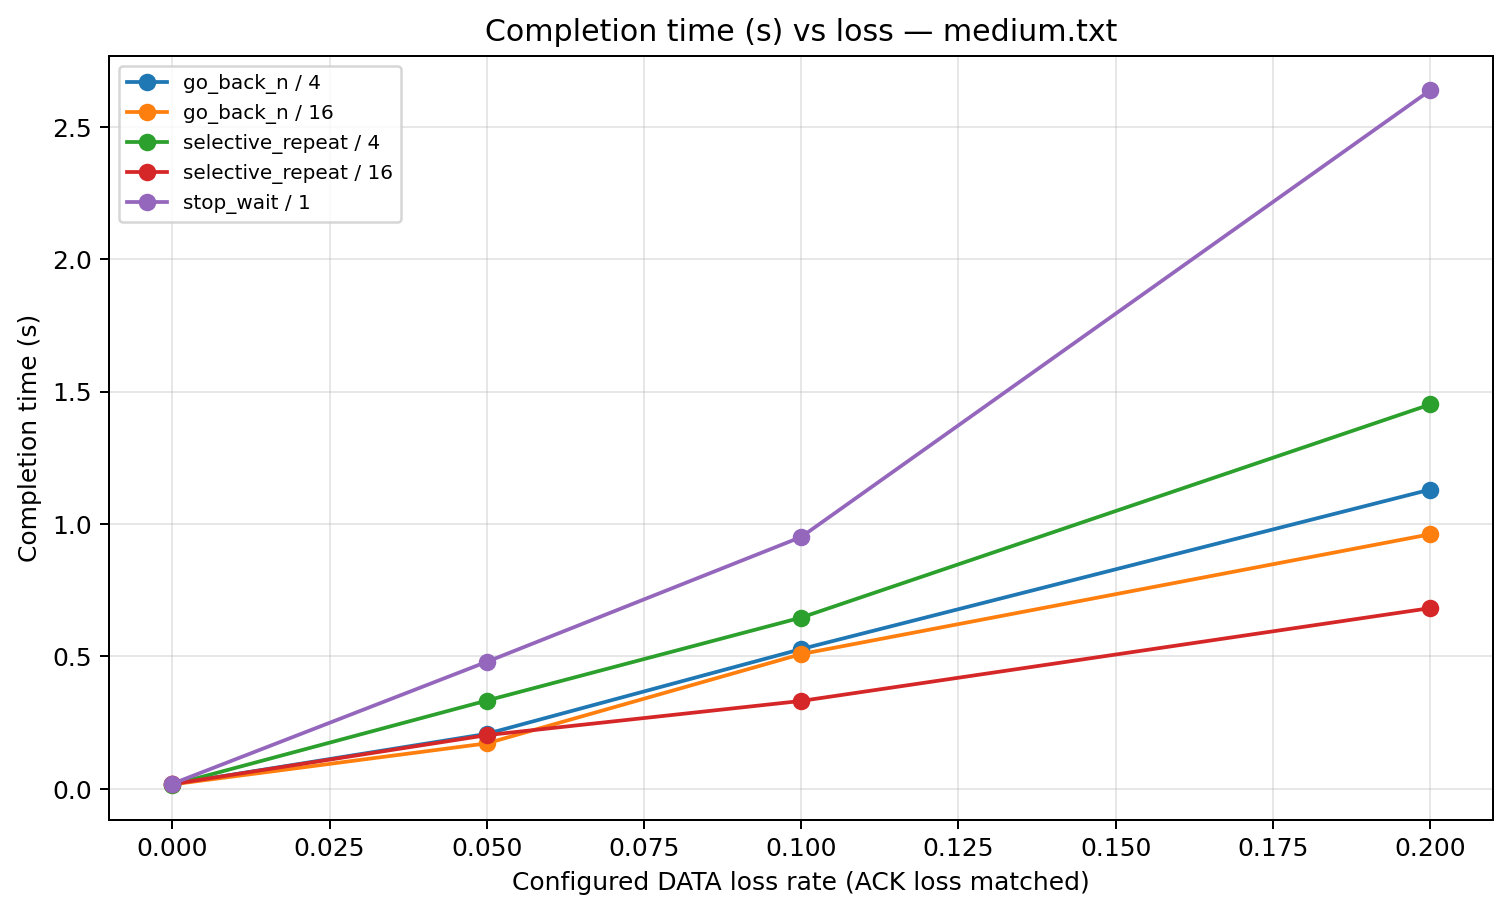 Completion time (s) vs loss — medium.txt
go_back_n / 4
go_back_n / 16
selective_repeat / 4
selective_repeat / 16
stop_wait / 1
Completion time (s)
2.5
2.0
1.5
1.0
0.5
0.0
0.000 0.025 0.050 0.075 0.100 0.125 0.150 0.175 0.200
Configured DATA loss rate (ACK loss matched)